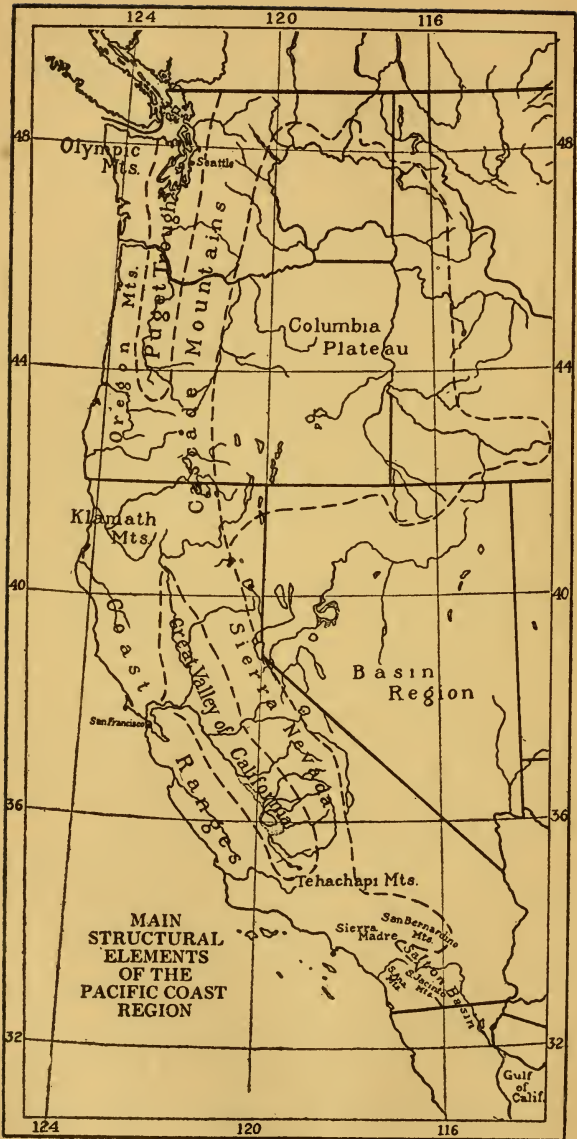 124 120 116
48 48
Olympic
Mts.
Seattle
Puget Trough
Oregon Mts.
Cascade Mountains
Columbia
Plateau
44 44
Klamath
Mts.
40 40
Coast Ranges
Great Valley of California
Sierra Nevada
Basin
Region
San Francisco
36 36
Tehachapi Mts.
San Bernardino
Mts.
Sierra
Madre
Salton Basin
S. Jacinto
Mts.
S. Ana
Mts.
MAIN
STRUCTURAL
ELEMENTS
OF THE
PACIFIC COAST
REGION
32 32
Gulf
of
Calif.
124 120 116